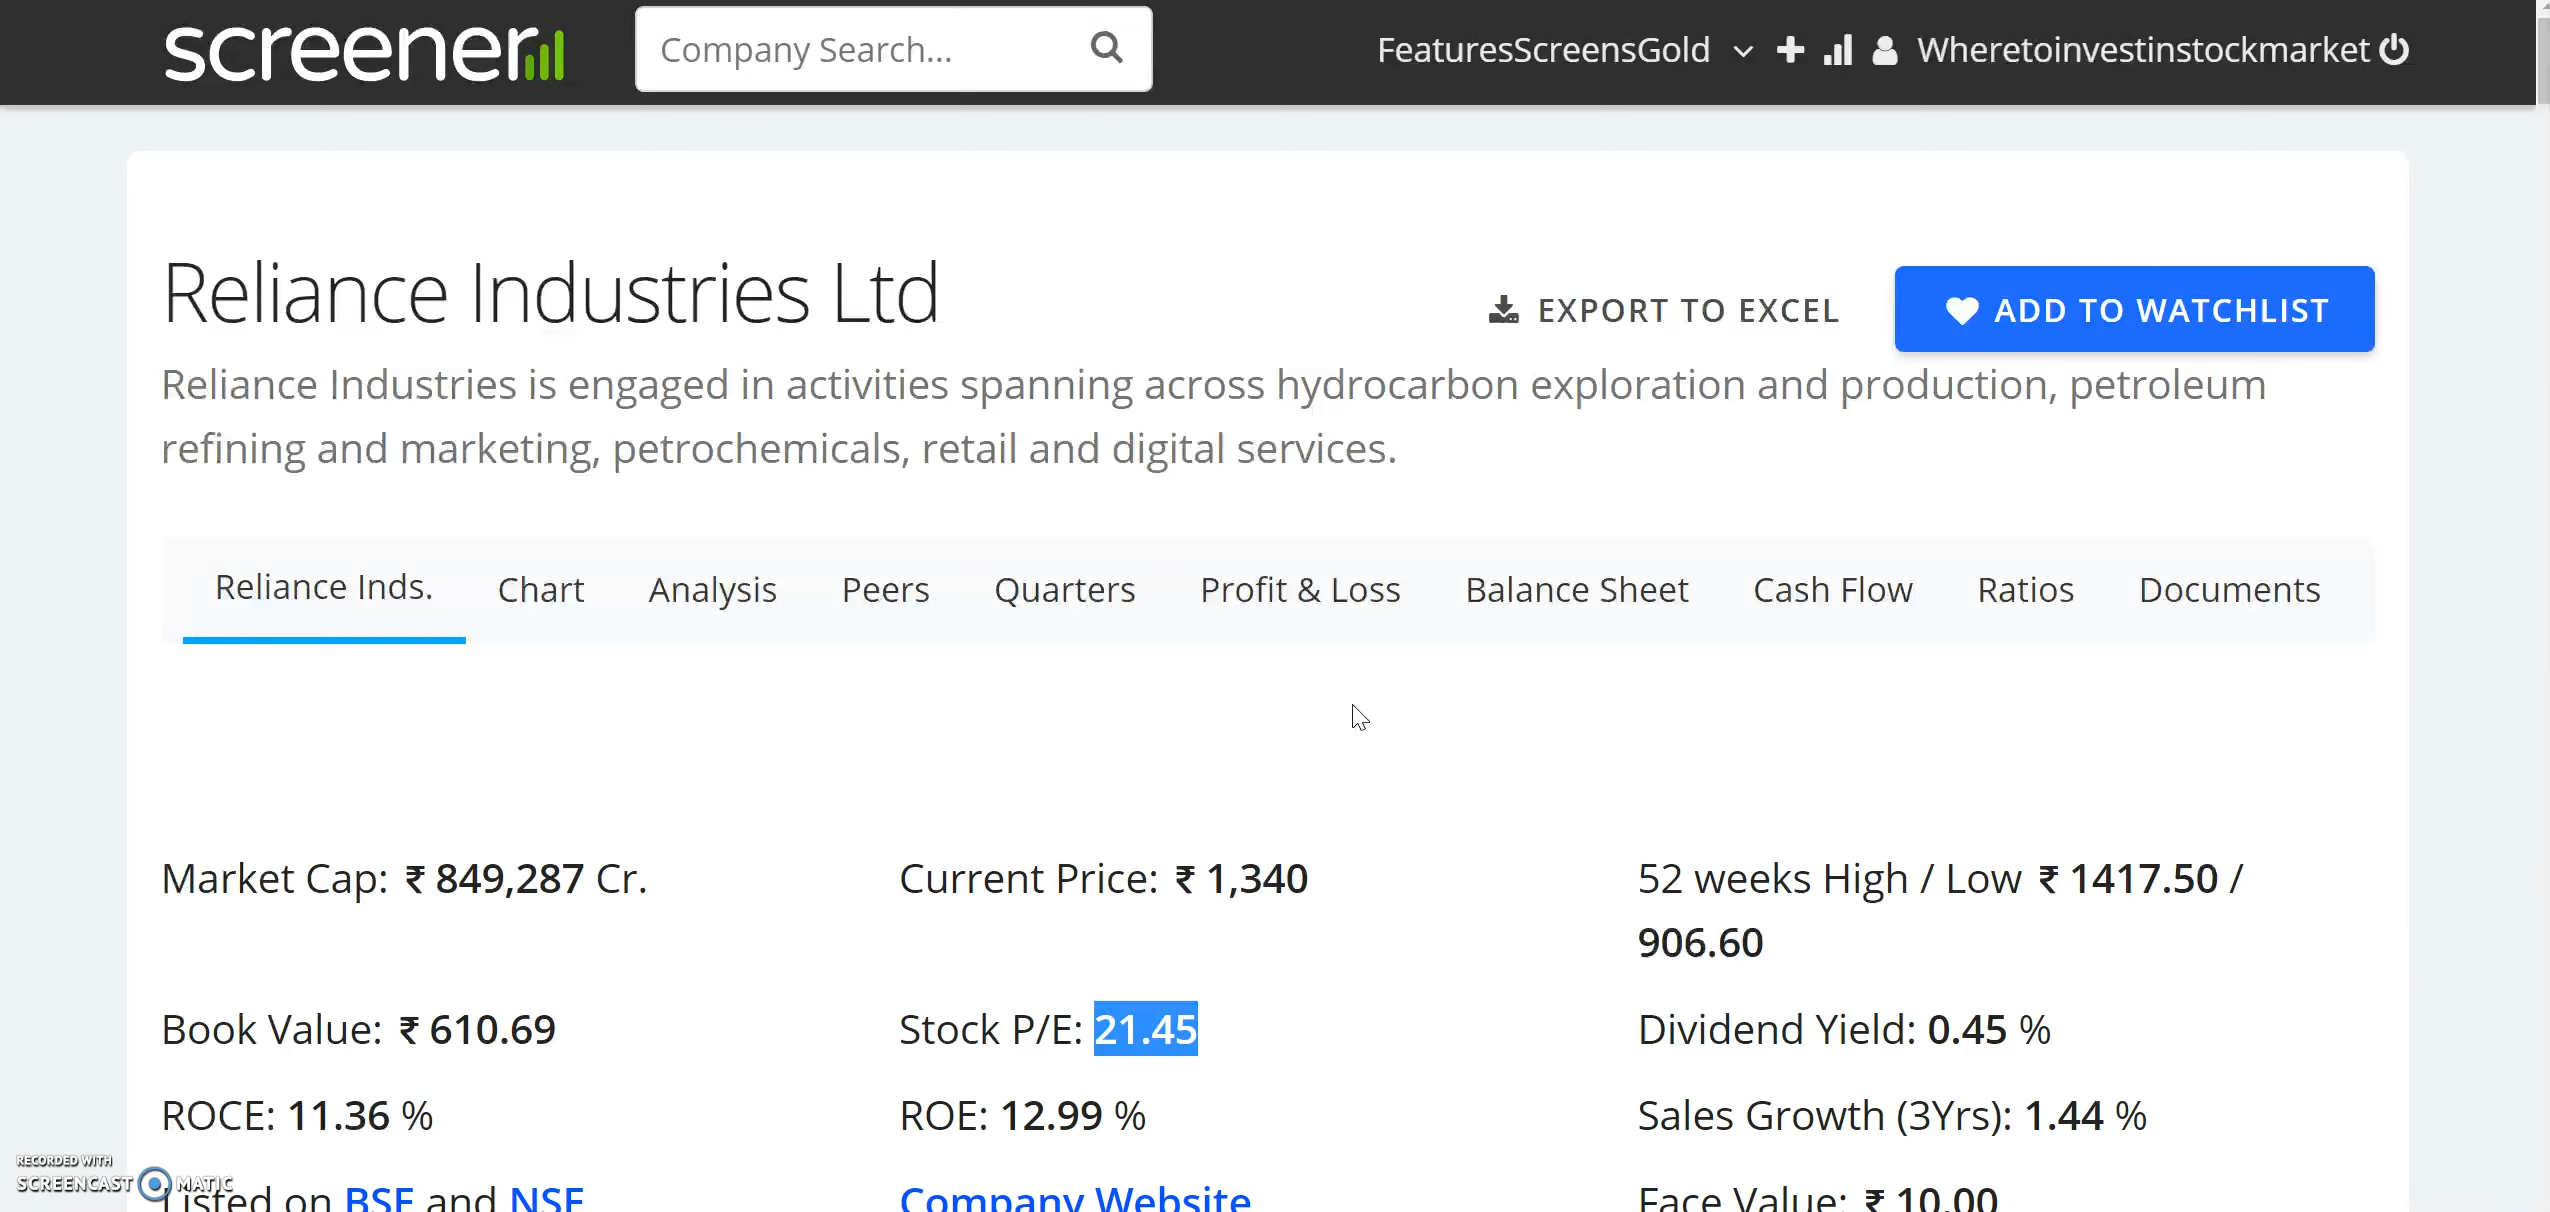 screener Company Search... FeaturesScreensGold Wheretoinvestinstockmarket
Reliance Industries Ltd
EXPORT TO EXCEL ADD TO WATCHLIST
Reliance Industries is engaged in activities spanning across hydrocarbon exploration and production, petroleum
refining and marketing, petrochemicals, retail and digital services.
Reliance Inds. Chart Analysis Peers Quarters Profit & Loss Balance Sheet Cash Flow Ratios Documents
Market Cap: ₹ 849,287 Cr. Current Price: ₹ 1,340 52 weeks High / Low ₹ 1417.50 /
906.60
Book Value: ₹ 610.69 Stock P/E: 21.45 Dividend Yield: 0.45 %
ROCE: 11.36 % ROE: 12.99 % Sales Growth (3Yrs): 1.44 %
RECORDED WITH
SCREENCAST MATIC
Listed on BSE and NSE Company Website Face Value: ₹ 10.00